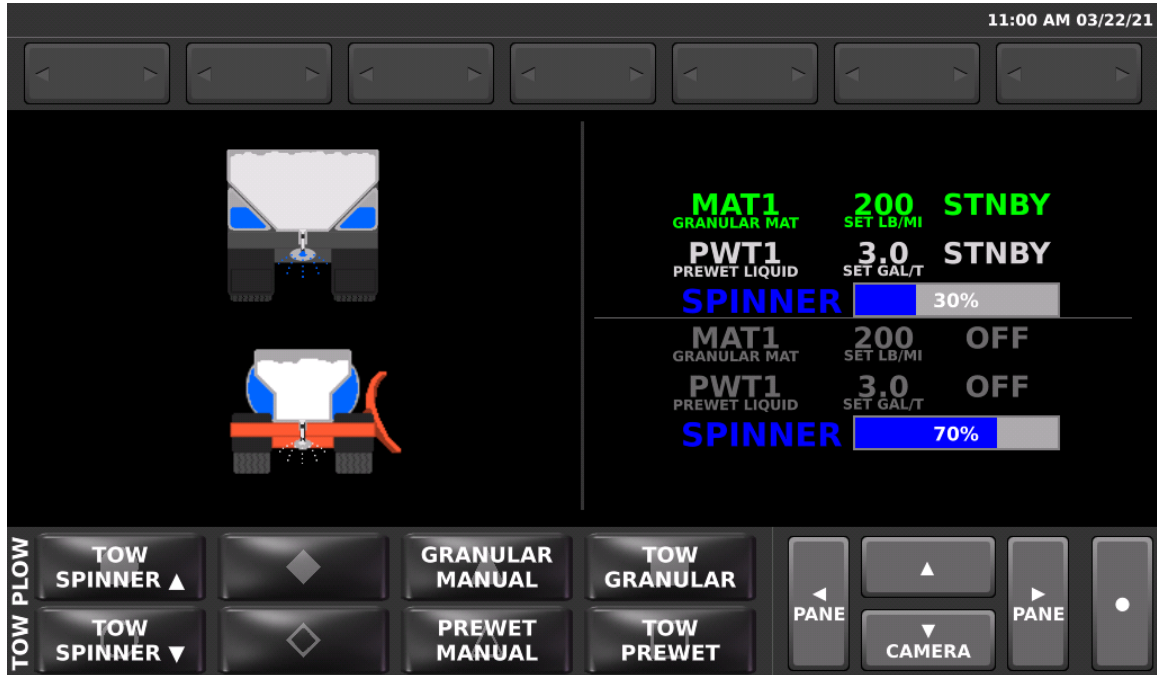 11:00 AM 03/22/21
MAT1 200 STNBY
GRANULAR MAT SET LB/MI
PWT1 3.0 STNBY
PREWET LIQUID SET GAL/T
SPINNER 30%
MAT1 200 OFF
GRANULAR MAT SET LB/MI
PWT1 3.0 OFF
PREWET LIQUID SET GAL/T
SPINNER 70%
TOW PLOW
TOW
SPINNER ▲
GRANULAR
MANUAL
TOW
GRANULAR
TOW
SPINNER ▼
PREWET
MANUAL
TOW
PREWET
◀
PANE
▲
▼
CAMERA
▶
PANE